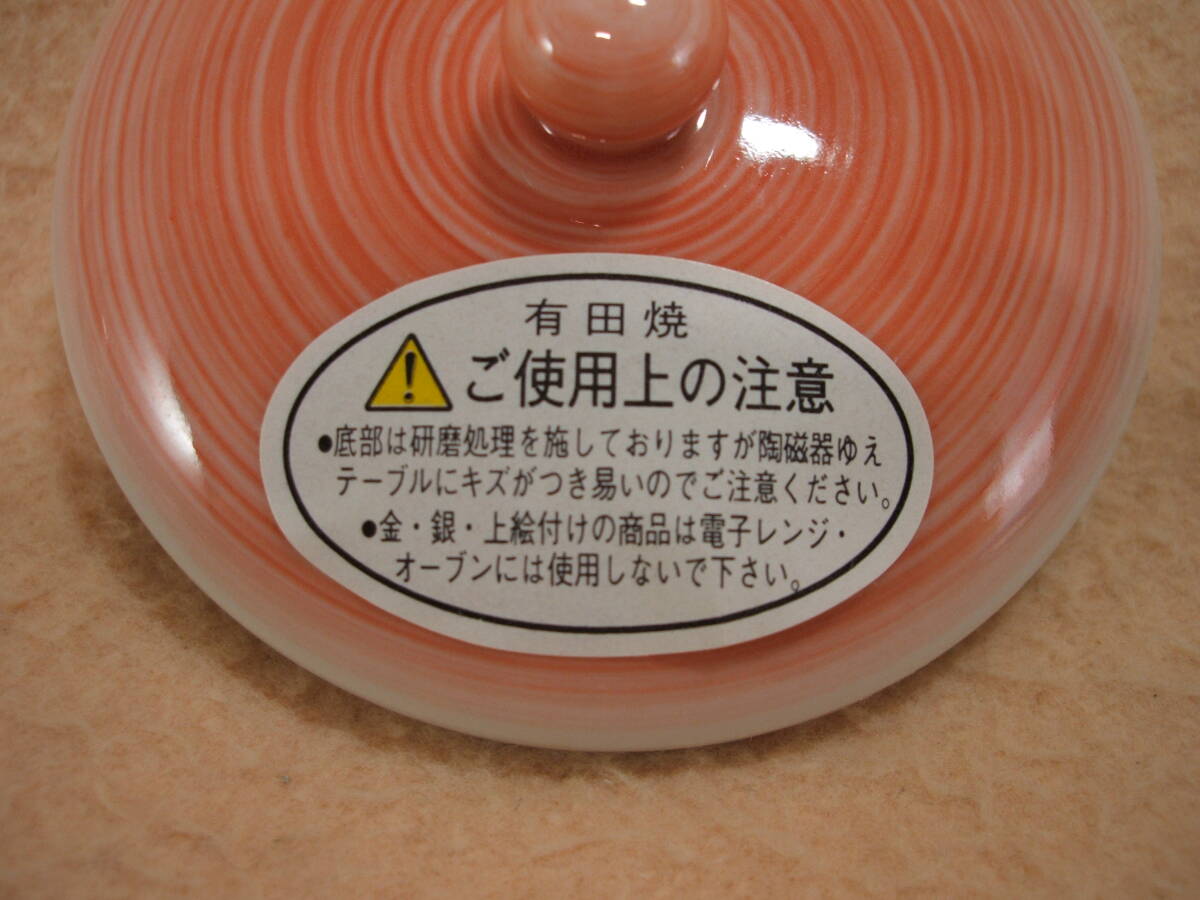 有田焼
ご使用上の注意
●底部は研磨処理を施しておりますが陶磁器ゆえ
テーブルにキズがつき易いのでご注意ください。
●金・銀・上絵付けの商品は電子レンジ・
オーブンには使用しないで下さい。